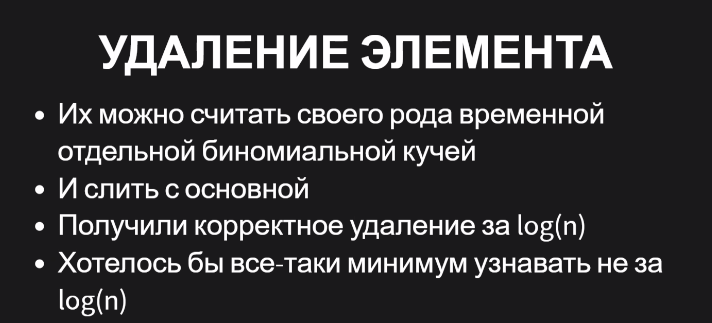 УДАЛЕНИЕ ЭЛЕМЕНТА
• Их можно считать своего рода временной
отдельной биномиальной кучей
• И слить с основной
• Получили корректное удаление за log(n)
• Хотелось бы все-таки минимум узнавать не за
log(n)